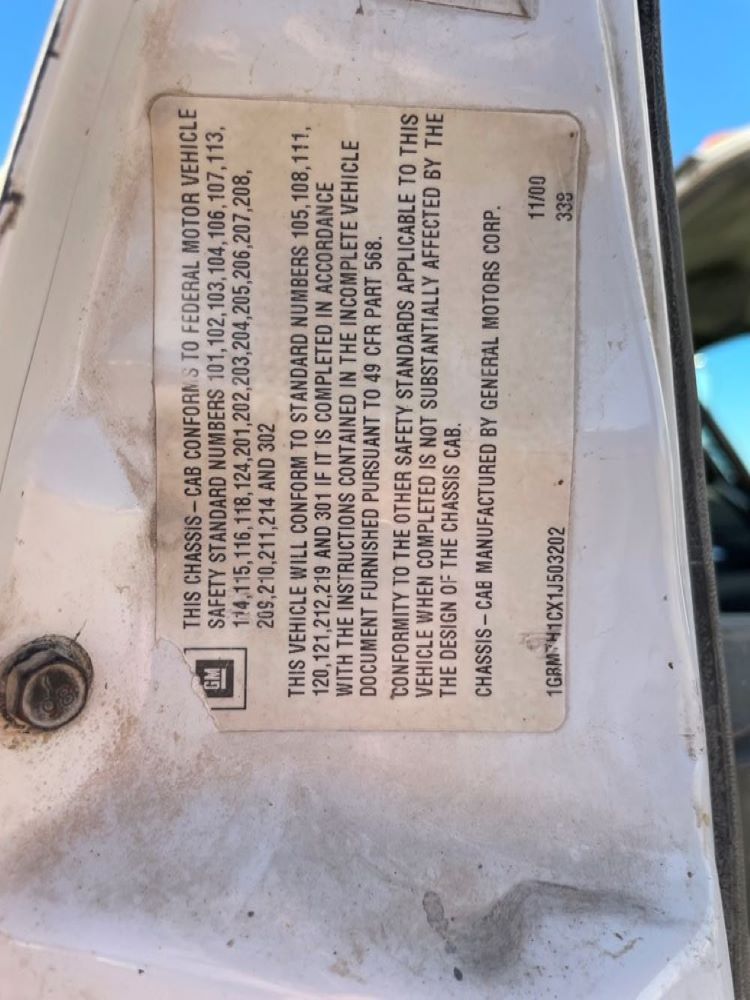 GM
THIS CHASSIS-CAB CONFORMS TO FEDERAL MOTOR VEHICLE
SAFETY STANDARD NUMBERS 101,102,103,104,106,107,113,
114,115,116,118,124,201,202,203,204,205,206,207,208,
209,210,211,214 AND 302
THIS VEHICLE WILL CONFORM TO STANDARD NUMBERS 105,108,111,
120,121,212,219 AND 301 IF IT IS COMPLETED IN ACCORDANCE
WITH THE INSTRUCTIONS CONTAINED IN THE INCOMPLETE VEHICLE
DOCUMENT FURNISHED PURSUANT TO 49 CFR PART 568.
CONFORMITY TO THE OTHER SAFETY STANDARDS APPLICABLE TO THIS
VEHICLE WHEN COMPLETED IS NOT SUBSTANTIALLY AFFECTED BY THE
THE DESIGN OF THE CHASSIS CAB.
CHASSIS-CAB MANUFACTURED BY GENERAL MOTORS CORP.
11/00
339